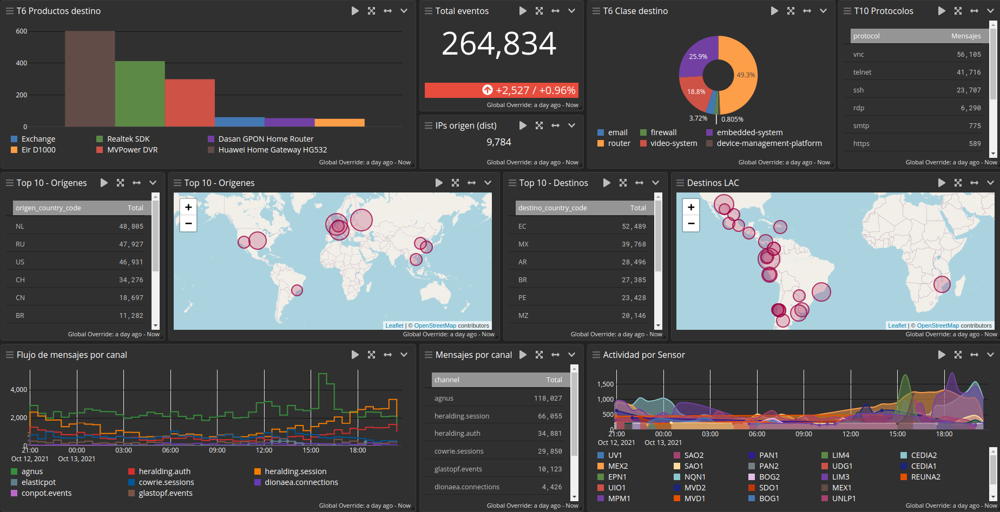 T6 Productos destino
600
400
200
0
Exchange
Realtek SDK
Dasan GPON Home Router
Eir D1000
MVPower DVR
Huawei Home Gateway HG532
Global Override: a day ago - Now
Total eventos
264,834
+2,527 / +0.96%
Global Override: a day ago - Now
IPs origen (dist)
9,784
Global Override: a day ago - Now
T6 Clase destino
25.9%
49.3%
18.8%
3.72%
0.805%
email
firewall
embedded-system
router
video-system
device-management-platform
Global Override: a day ago - Now
T10 Protocolos
protocol Mensajes
vnc 56,105
telnet 41,716
ssh 23,707
rdp 6,290
smtp 775
https 589
Global Override: a day ago - Now
Top 10 - Orígenes
origen_country_code Total
NL 48,805
RU 47,927
US 46,931
CH 34,276
CN 18,697
BR 11,282
Global Override: a day ago - Now
Top 10 - Orígenes
+
−
Leaflet | © OpenStreetMap contributors
Global Override: a day ago - Now
Top 10 - Destinos
destino_country_code Total
EC 52,489
MX 39,768
AR 28,496
BR 27,385
PE 23,428
MZ 20,146
Global Override: a day ago - Now
Destinos LAC
+
−
Leaflet | © OpenStreetMap contributors
Global Override: a day ago - Now
Flujo de mensajes por canal
4,000
2,000
0
21:00 00:00 03:00 06:00 09:00 12:00 15:00 18:00
Oct 12, 2021 Oct 13, 2021
agnus
heralding.auth
heralding.session
elasticpot
cowrie.sessions
dionaea.connections
conpot.events
glastopf.events
Global Override: a day ago - Now
Mensajes por canal
channel Total
agnus 118,027
heralding.session 66,055
heralding.auth 34,881
cowrie.sessions 29,850
glastopf.events 10,123
dionaea.connections 4,426
Global Override: a day ago - Now
Actividad por Sensor
1,500
1,000
500
0
21:00 00:00 03:00 06:00 09:00 12:00 15:00 18:00
Oct 12, 2021 Oct 13, 2021
UV1 SAO2 PAN1 LIM4 CEDIA2
MEX2 SAO1 PAN2 UDG1 CEDIA1
EPN1 NQN1 BOG2 LIM3 REUNA2
UIO1 MVD2 SDO1 MEX1
MPM1 MVD1 BOG1 UNLP1
Global Override: a day ago - Now